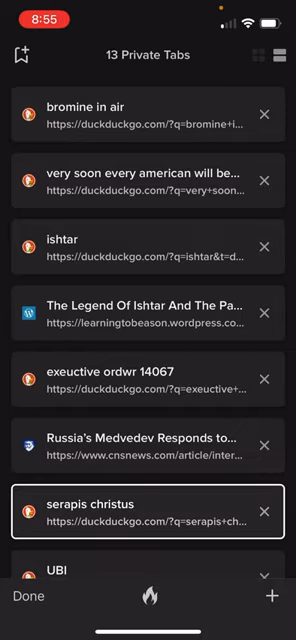 8:55
13 Private Tabs
bromine in air
https://duckduckgo.com/?q=bromine+i...
very soon every american will be...
https://duckduckgo.com/?q=very+soon...
ishtar
https://duckduckgo.com/?q=ishtar&t=d...
The Legend Of Ishtar And The Pa...
https://learningtobeason.wordpress.co...
exeuctive ordwr 14067
https://duckduckgo.com/?q=exeuctive+...
Russia’s Medvedev Responds to...
https://www.cnsnews.com/article/inter...
serapis christus
https://duckduckgo.com/?q=serapis+ch...
UBI
Done